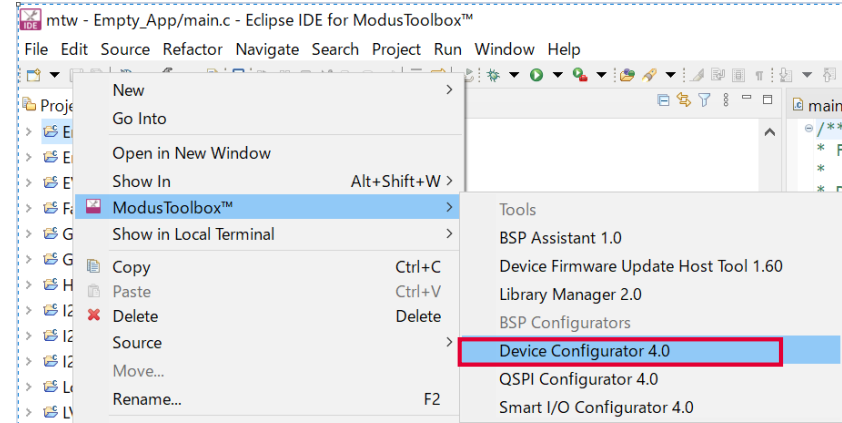 mtw - Empty_App/main.c - Eclipse IDE for ModusToolbox™
File Edit Source Refactor Navigate Search Project Run Window Help
Proje
main
New
Go Into
Open in New Window
Show In Alt+Shift+W
ModusToolbox™
Show in Local Terminal
Copy Ctrl+C
Paste Ctrl+V
Delete Delete
Source
Move...
Rename... F2
Tools
BSP Assistant 1.0
Device Firmware Update Host Tool 1.60
Library Manager 2.0
BSP Configurators
Device Configurator 4.0
QSPI Configurator 4.0
Smart I/O Configurator 4.0